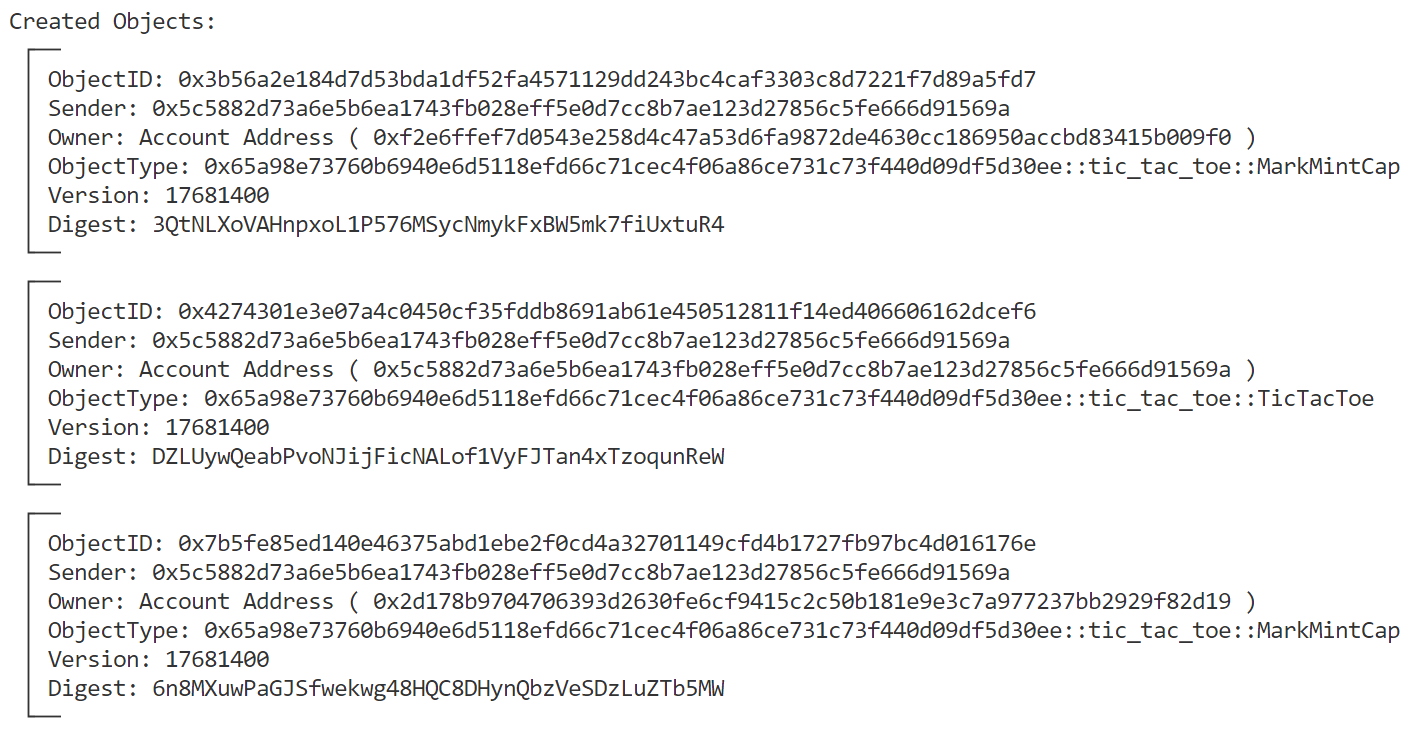 Created Objects:
ObjectID: 0x3b56a2e184d7d53bda1df52fa4571129dd243bc4caf3303c8d7221f7d89a5fd7
Sender: 0x5c5882d73a6e5b6ea1743fb028eff5e0d7cc8b7ae123d27856c5fe666d91569a
Owner: Account Address ( 0xf2e6ffef7d0543e258d4c47a53d6fa9872de4630cc186950accbd83415b009f0 )
ObjectType: 0x65a98e73760b6940e6d5118efd66c71cec4f06a86ce731c73f440d09df5d30ee::tic_tac_toe::MarkMintCap
Version: 17681400
Digest: 3QtNLXoVAHnpxoL1P576MSycNmykFxBW5mk7fiUxtuR4
ObjectID: 0x4274301e3e07a4c0450cf35fddb8691ab61e450512811f14ed406606162dcef6
Sender: 0x5c5882d73a6e5b6ea1743fb028eff5e0d7cc8b7ae123d27856c5fe666d91569a
Owner: Account Address ( 0x5c5882d73a6e5b6ea1743fb028eff5e0d7cc8b7ae123d27856c5fe666d91569a )
ObjectType: 0x65a98e73760b6940e6d5118efd66c71cec4f06a86ce731c73f440d09df5d30ee::tic_tac_toe::TicTacToe
Version: 17681400
Digest: DZLUywQeabPvoNJijFicNALof1VyFJTan4xTzoqunReW
ObjectID: 0x7b5fe85ed140e46375abd1ebe2f0cd4a32701149cfd4b1727fb97bc4d016176e
Sender: 0x5c5882d73a6e5b6ea1743fb028eff5e0d7cc8b7ae123d27856c5fe666d91569a
Owner: Account Address ( 0x2d178b9704706393d2630fe6cf9415c2c50b181e9e3c7a977237bb2929f82d19 )
ObjectType: 0x65a98e73760b6940e6d5118efd66c71cec4f06a86ce731c73f440d09df5d30ee::tic_tac_toe::MarkMintCap
Version: 17681400
Digest: 6n8MXuwPaGJSfwekwg48HQC8DHynQbzVeSDzLuZTb5MW